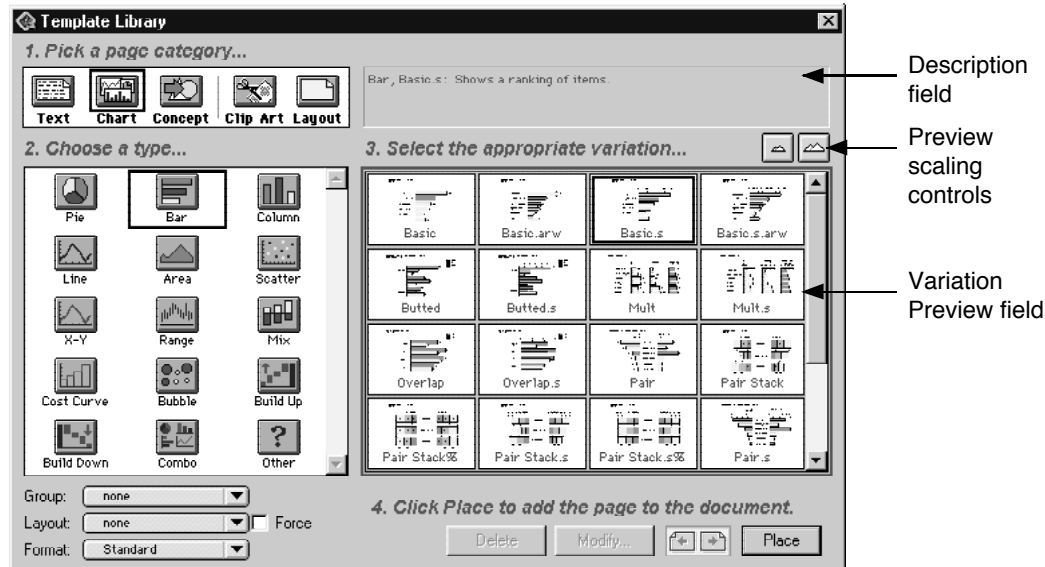 Template Library
1. Pick a page category...
Text Chart Concept Clip Art Layout
Bar, Basic.s: Shows a ranking of items.
Description
field
Preview
scaling
controls
2. Choose a type...
3. Select the appropriate variation...
Pie Bar Column
Line Area Scatter
X-Y Range Mix
Cost Curve Bubble Build Up
Build Down Combo Other
?
Basic Basic.arw Basic.s Basic.s.arw
Butted Butted.s Mult Mult.s
Overlap Overlap.s Pair Pair Stack
Pair Stack% Pair Stack.s Pair Stack.s% Pair.s
Variation
Preview field
Group: none
Layout: none Force
Format: Standard
4. Click Place to add the page to the document.
Delete Modify... Place